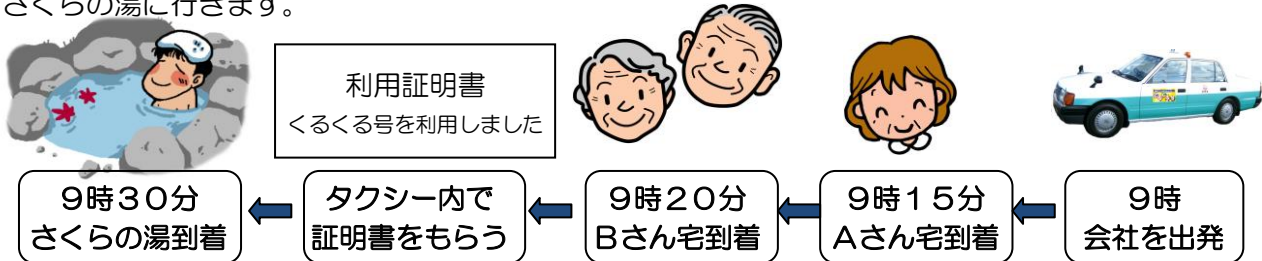 さくらの湯に行きます。
利用証明書
くるくる号を利用しました
9時30分
さくらの湯到着
タクシー内で
証明書をもらう
9時20分
Bさん宅到着
9時15分
Aさん宅到着
9時
会社を出発